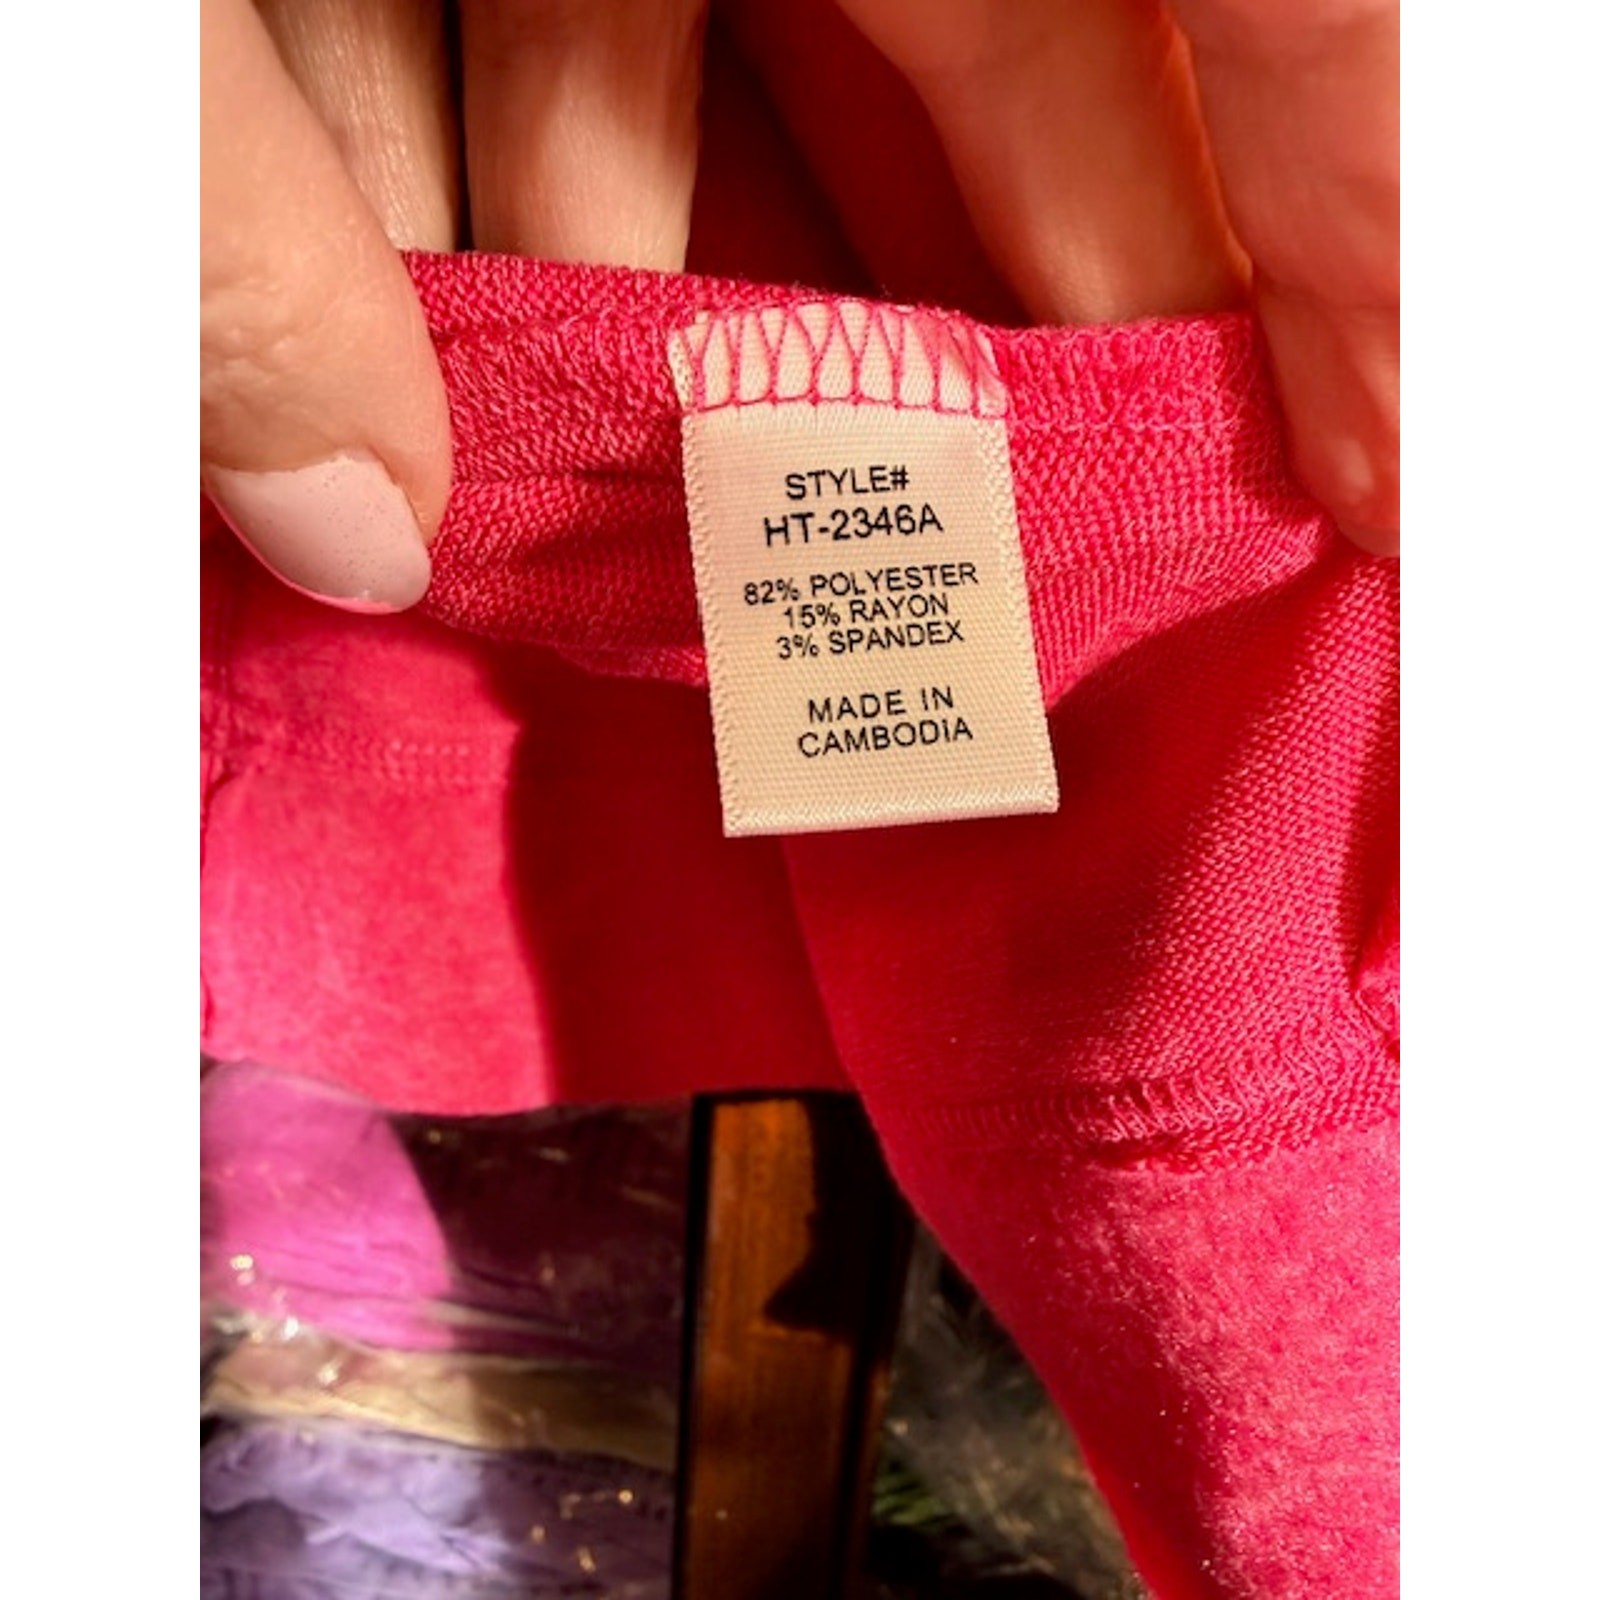 STYLE#
HT-2346A
82% POLYESTER
15% RAYON
3% SPANDEX
MADE IN
CAMBODIA